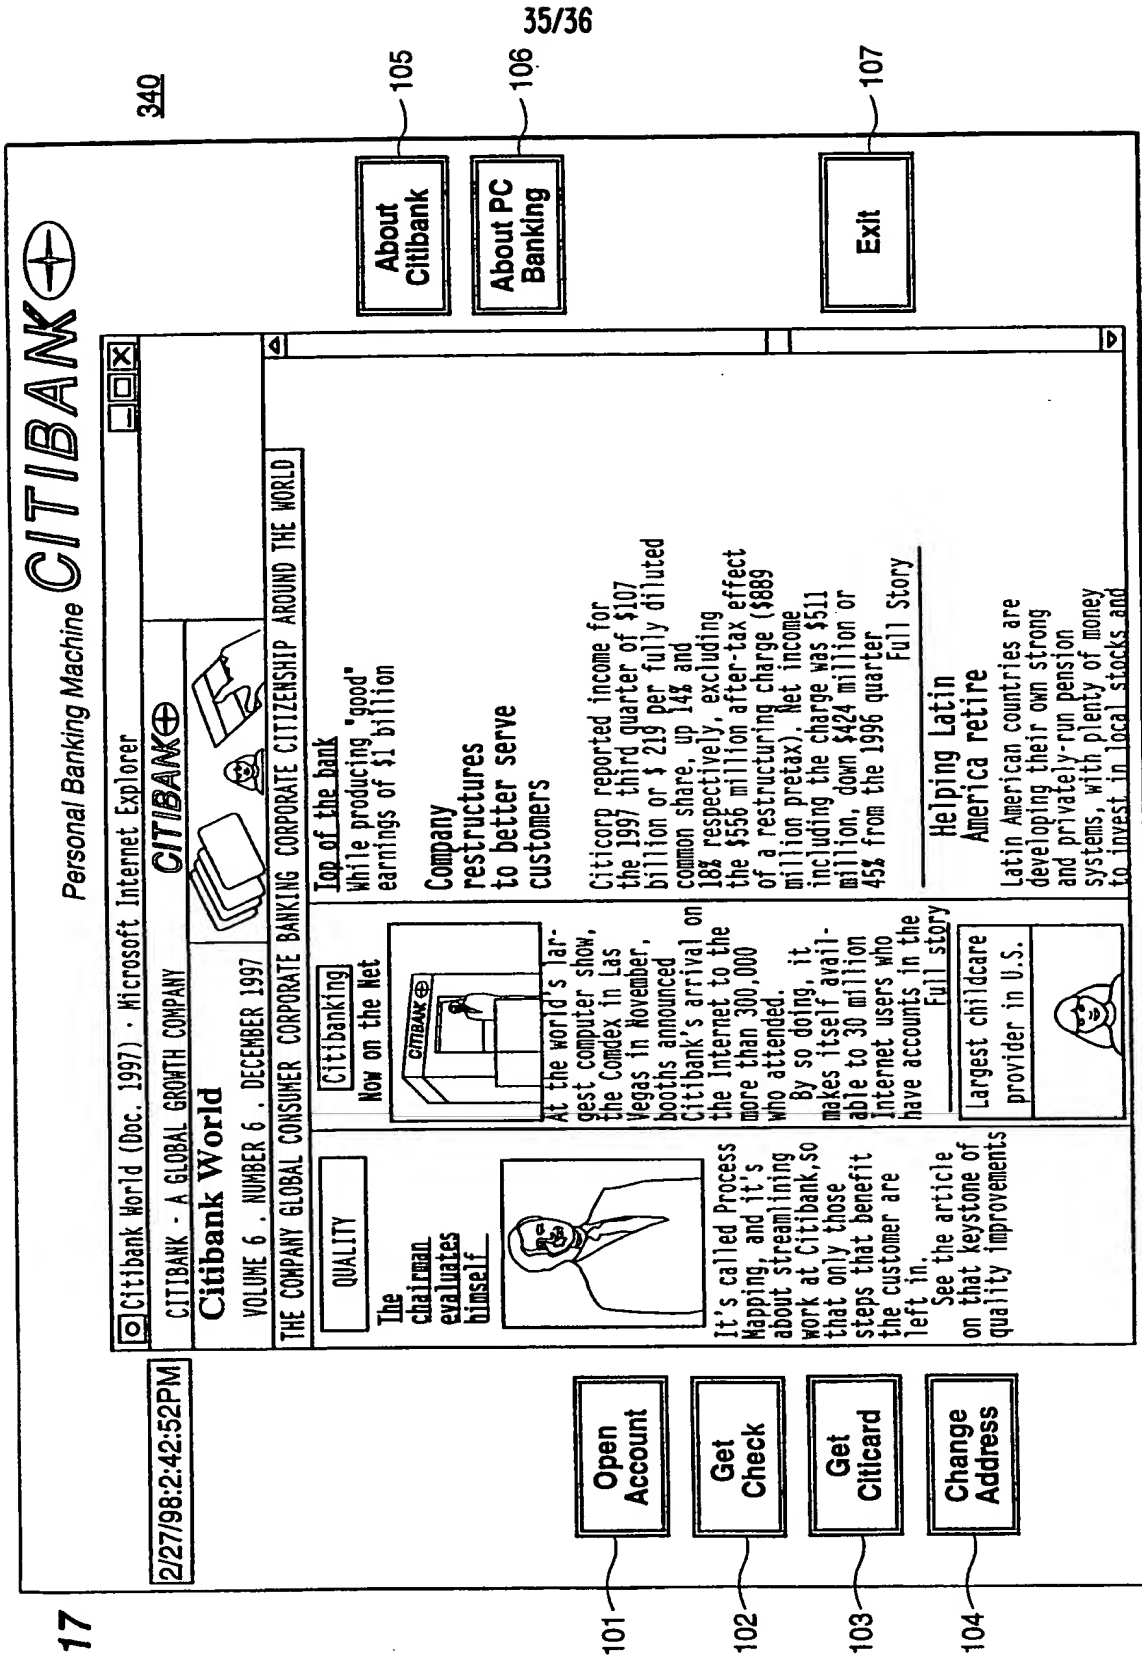 35/36
17
340
Personal Banking Machine CITIBANK
2/27/98:2:42:52PM
Citibank World (Doc. 1997) · Microsoft Internet Explorer
CITIBANK - A GLOBAL GROWTH COMPANY
CITIBANK
Citibank World
VOLUME 6 . NUMBER 6 . DECEMBER 1997
THE COMPANY GLOBAL CONSUMER CORPORATE BANKING CORPORATE CITIZENSHIP AROUND THE WORLD
QUALITY
The
chairman
evaluates
himself
It's called Process
Mapping, and it's
about streamlining
work at Citibank,so
that only those
steps that benefit
the customer are
left in.
See the article
on that keystone of
quality improvements
Citibanking
Now on the Net
CITIBANK
At the world's lar-
gest computer show,
the Comdex in Las
Vegas in November,
booths announced
Citibank's arrival on
the Internet to the
more than 300,000
who attended.
By so doing, it
makes itself avail-
able to 30 million
Internet users who
have accounts in the
Full story
Largest childcare
provider in U.S.
Top of the bank
While producing "good"
earnings of $1 billion
Company
restructures
to better serve
customers
Citicorp reported income for
the 1997 third quarter of $107
billion or $ 219 per fully diluted
common share, up 14% and
18% respectively, excluding
the $556 million after-tax effect
of a restructuring charge ($889
million pretax). Net income
including the charge was $511
million, down $424 million or
45% from the 1996 quarter
Full Story
Helping Latin
America retire
Latin American countries are
developing their own strong
and privately-run pension
systems, with plenty of money
to invest in local stocks and
Open
Account
101
Get
Check
102
Get
Citicard
103
Change
Address
104
About
Citibank
105
About PC
Banking
106
Exit
107